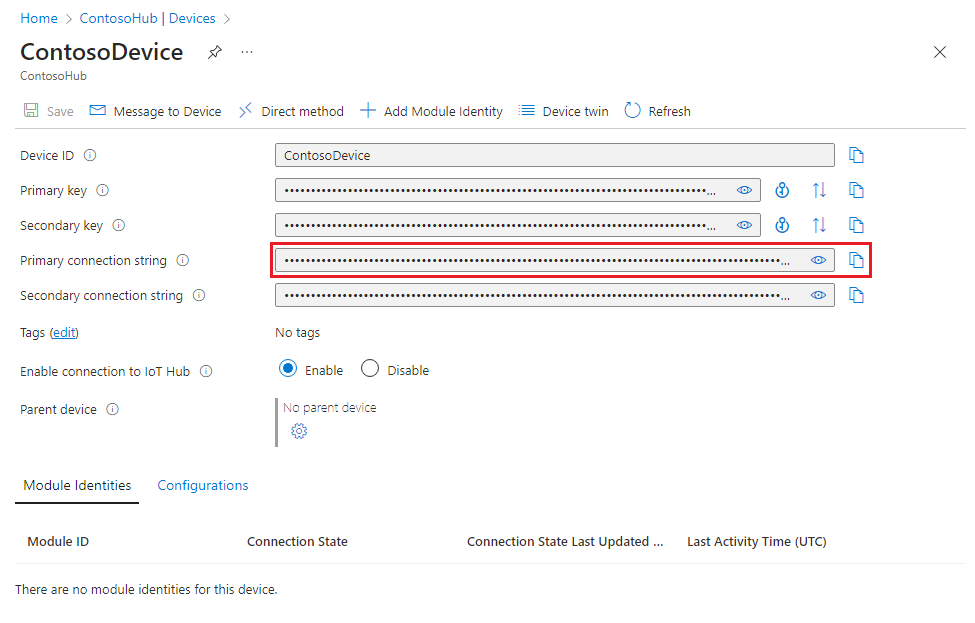 Home > ContosoHub | Devices >
ContosoDevice ...
ContosoHub
Save Message to Device Direct method Add Module Identity Device twin Refresh
Device ID ContosoDevice
Primary key ••••••••••••••••••••••••••••••••••••••••••••••••••••••••••••••••••••••••••••••••...
Secondary key ••••••••••••••••••••••••••••••••••••••••••••••••••••••••••••••••••••••••••••••••...
Primary connection string ••••••••••••••••••••••••••••••••••••••••••••••••••••••••••••••••••••••••••••••••••••••••••••••...
Secondary connection string ••••••••••••••••••••••••••••••••••••••••••••••••••••••••••••••••••••••••••••••••••••••••••••••...
Tags (edit) No tags
Enable connection to IoT Hub Enable Disable
Parent device No parent device
Module Identities Configurations
Module ID Connection State Connection State Last Updated ... Last Activity Time (UTC)
There are no module identities for this device.